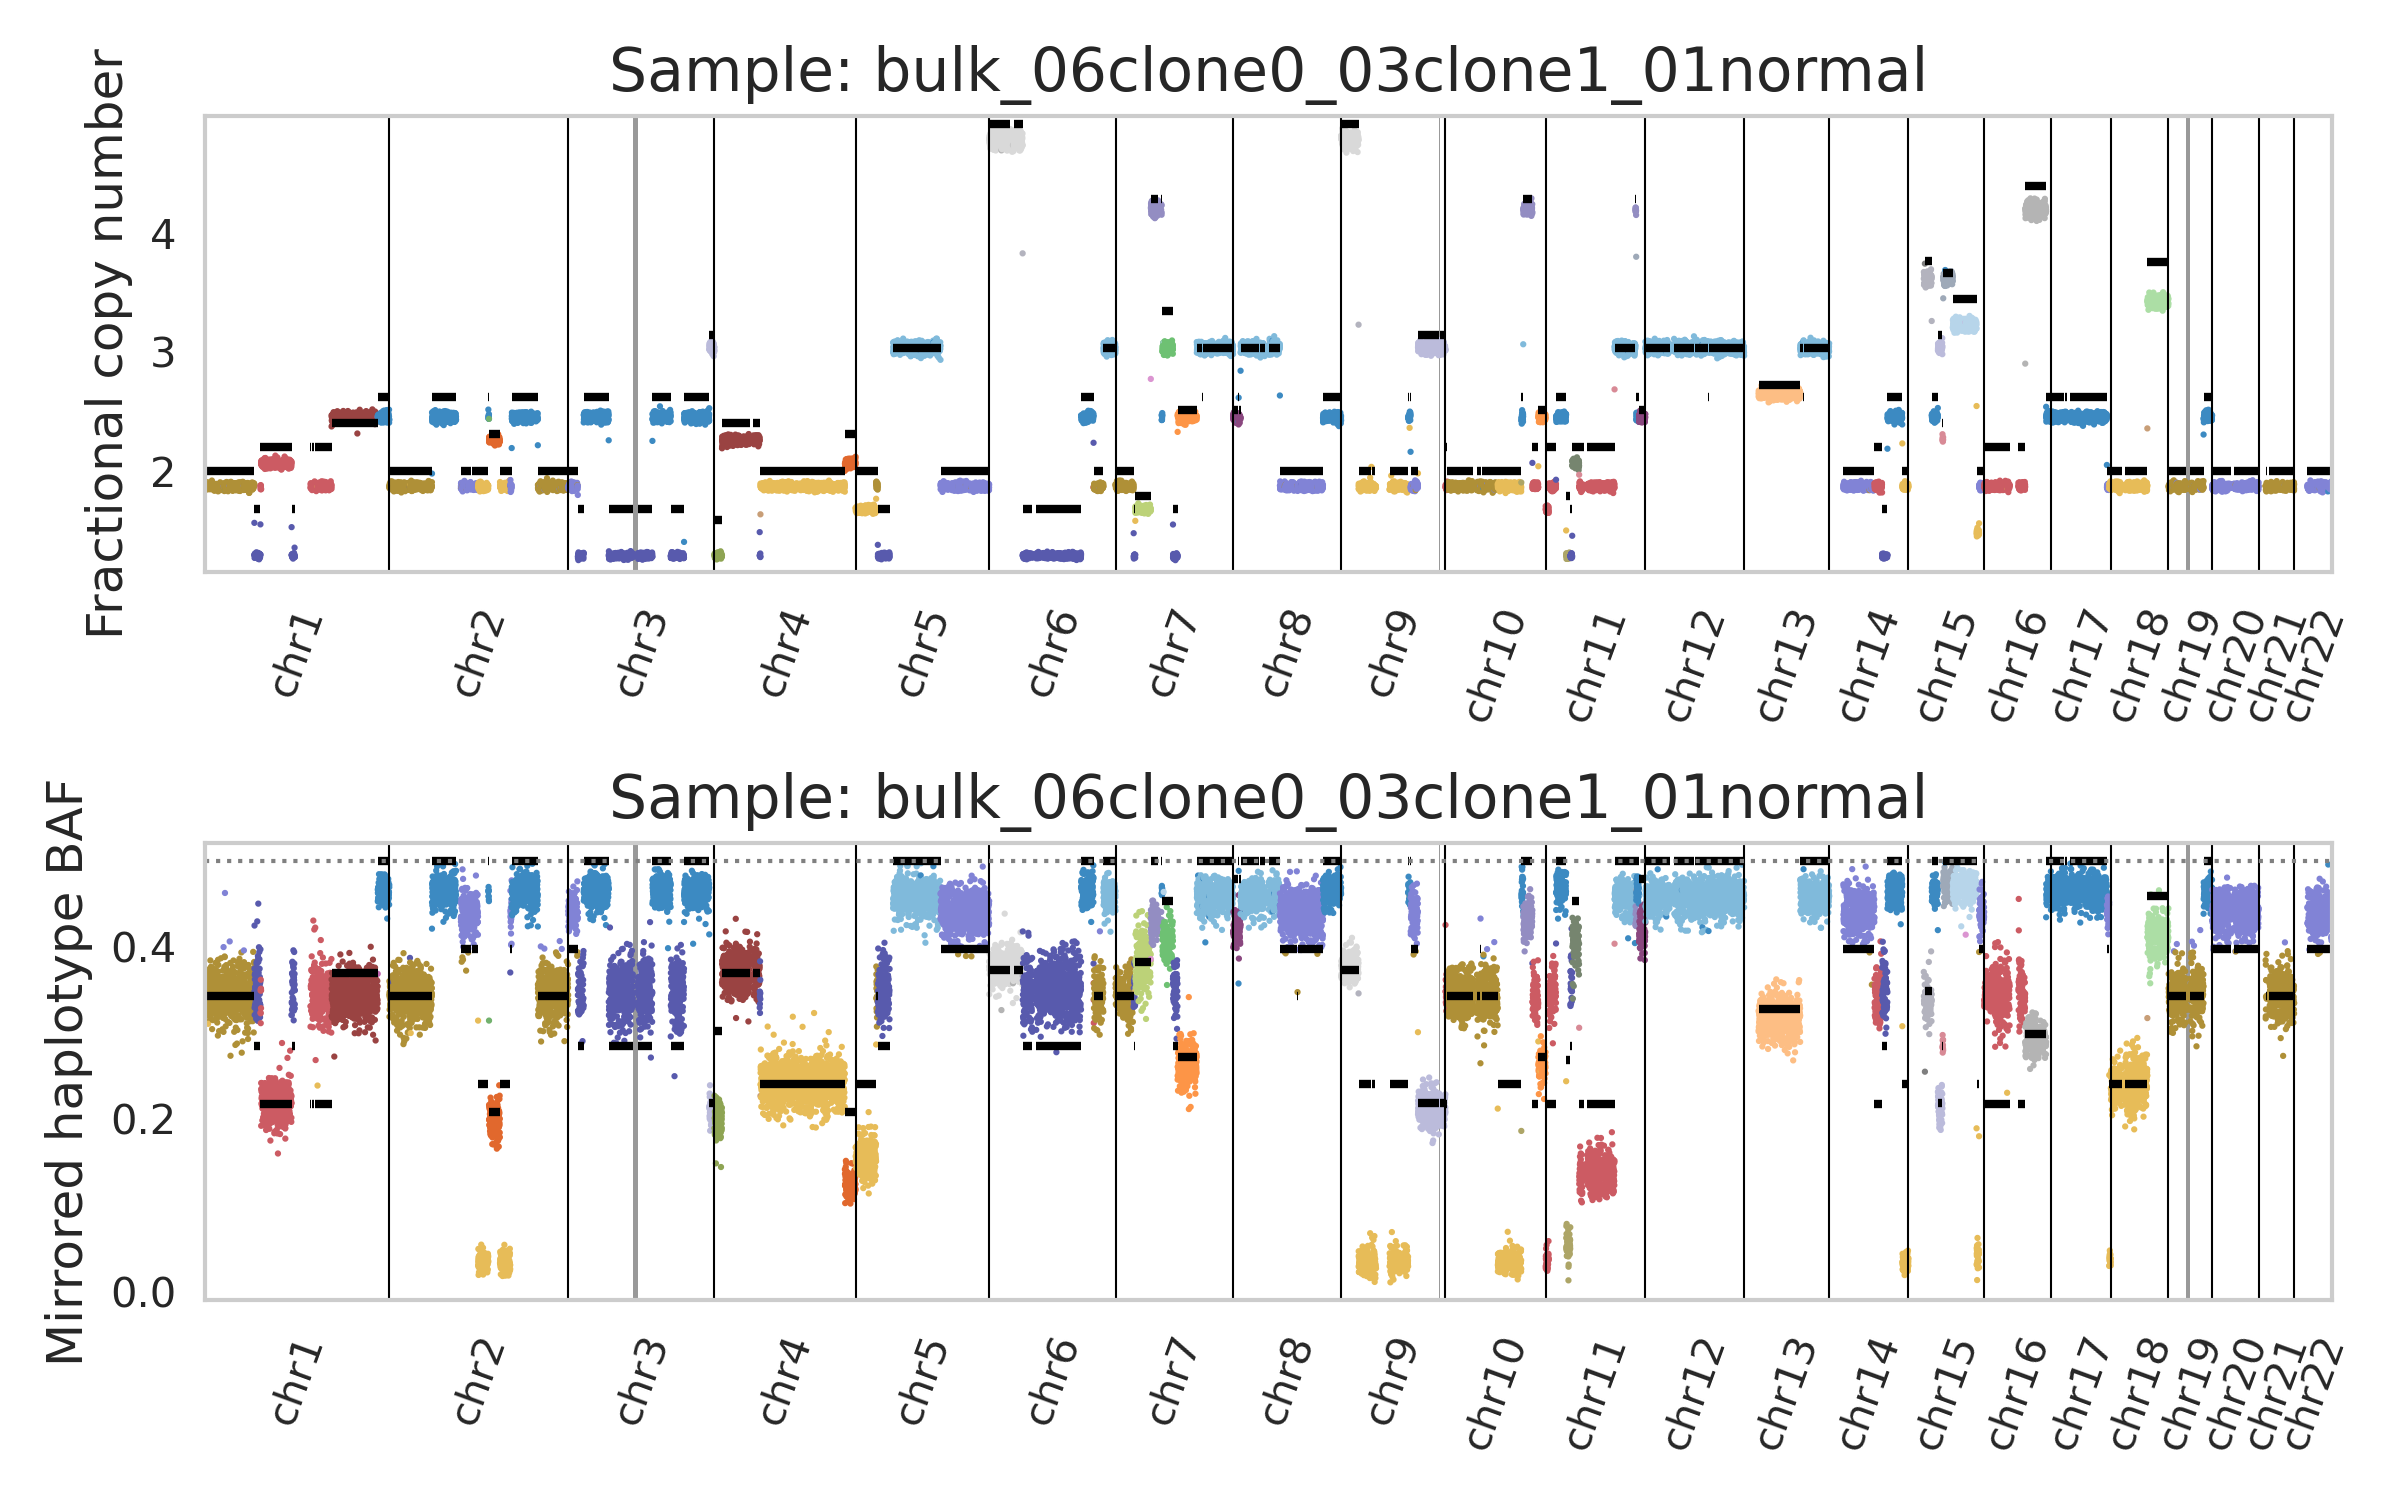 Sample: bulk_06clone0_03clone1_01normal
Fractional copy number
4
3
2
chr1 chr2 chr3 chr4 chr5 chr6 chr7 chr8 chr9 chr10 chr11 chr12 chr13 chr14 chr15 chr16 chr17 chr18 chr19 chr20 chr21 chr22
Sample: bulk_06clone0_03clone1_01normal
Mirrored haplotype BAF
0.4
0.2
0.0
chr1 chr2 chr3 chr4 chr5 chr6 chr7 chr8 chr9 chr10 chr11 chr12 chr13 chr14 chr15 chr16 chr17 chr18 chr19 chr20 chr21 chr22